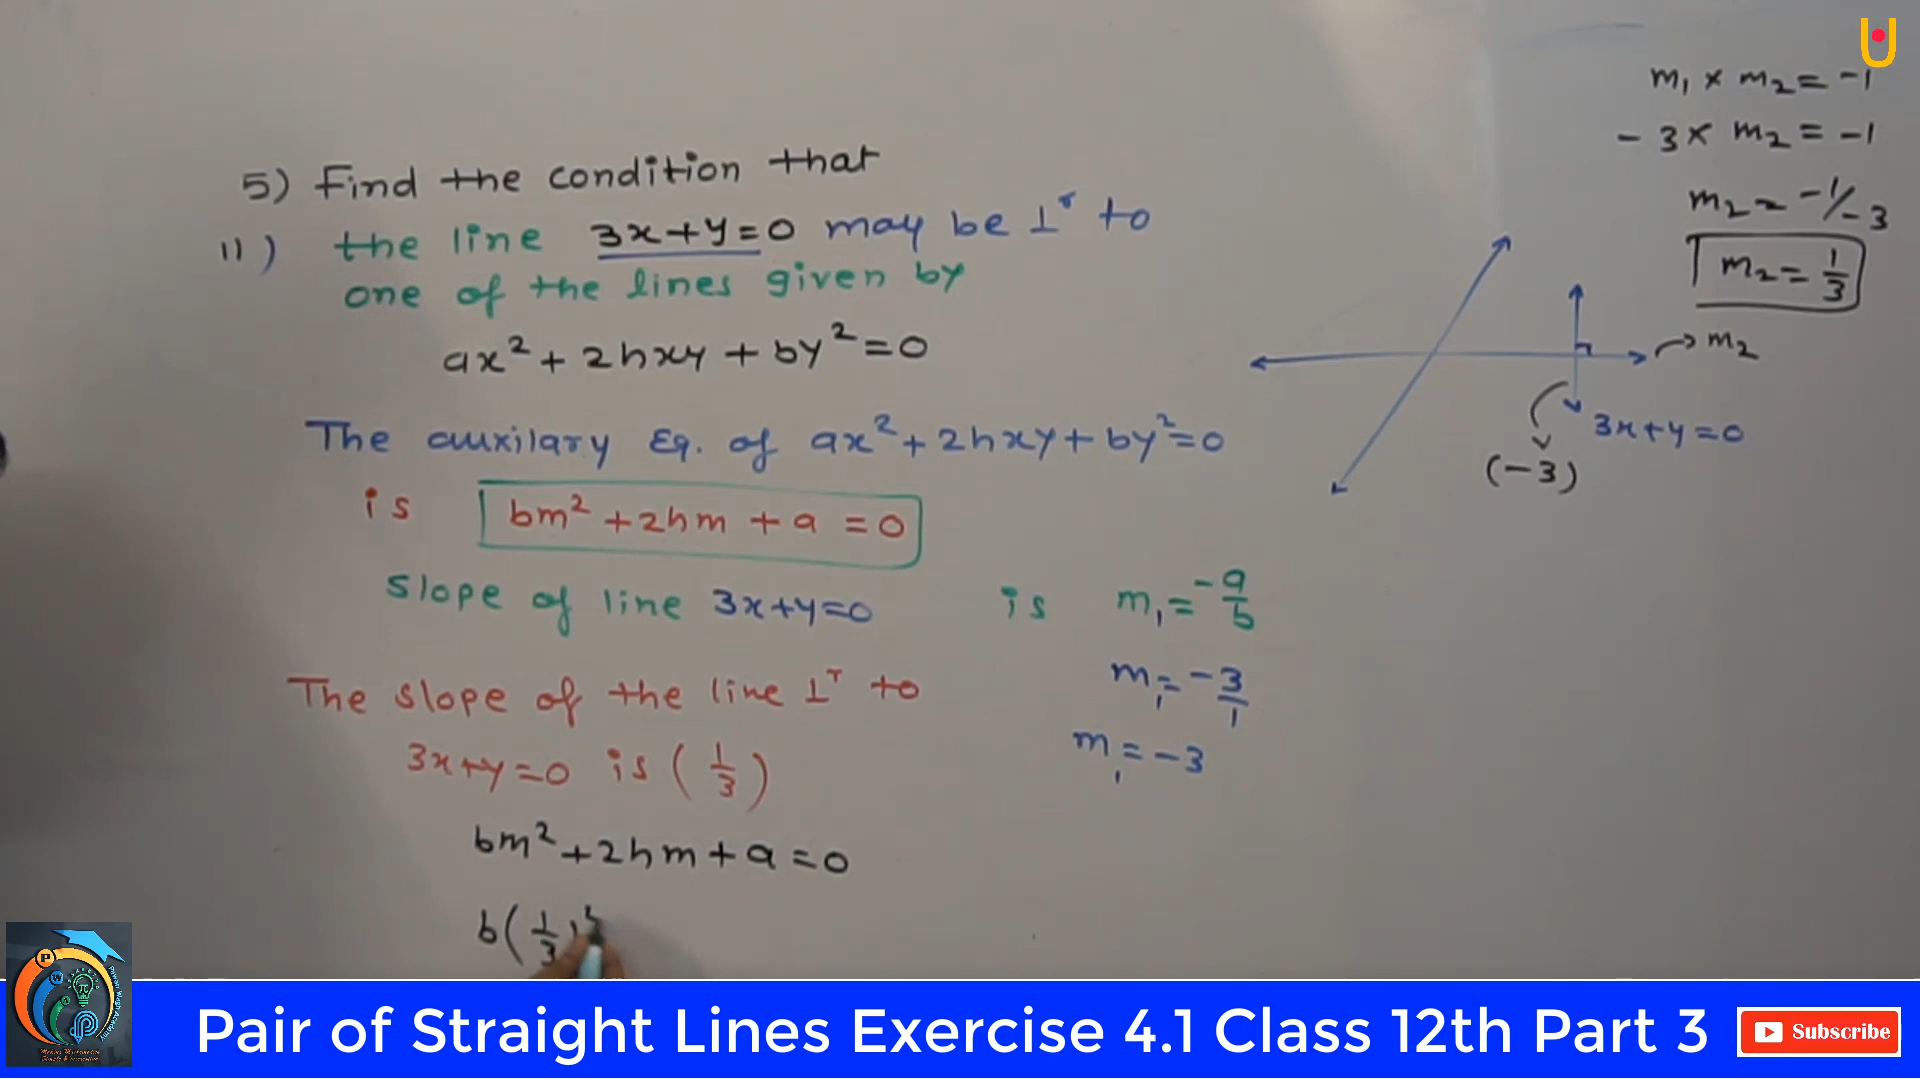 5) Find the condition that
11) the line 3x+y=0 may be ⊥ʳ to
one of the lines given by
ax²+2hxy+by²=0
The auxilary Eq. of ax²+2hxy+by²=0
is bm²+2hm+a=0
slope of line 3x+y=0 is m₁=-a/b
m₁=-3/1
m₁=-3
The slope of the line ⊥ʳ to
3x+y=0 is (1/3)
bm²+2hm+a=0
b(1/3)²
m₁×m₂=-1
-3×m₂=-1
m₂=-1/-3
m₂=1/3
m₂
3x+y=0
(-3)
Pair of Straight Lines Exercise 4.1 Class 12th Part 3
Subscribe